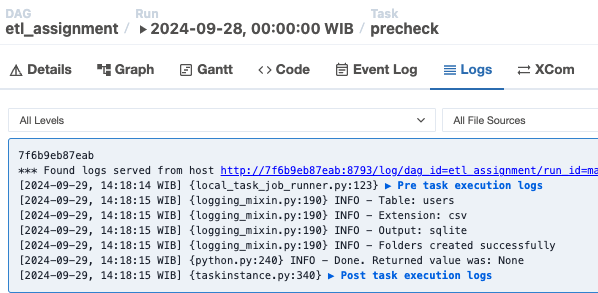 DAG Run Task
etl_assignment / ▶ 2024-09-28, 00:00:00 WIB / precheck
Details Graph Gantt Code Event Log Logs XCom
All Levels All File Sources
7f6b9eb87eab
*** Found logs served from host http://7f6b9eb87eab:8793/log/dag_id=etl_assignment/run_id=ma
[2024-09-29, 14:18:14 WIB] {local_task_job_runner.py:123} ▶ Pre task execution logs
[2024-09-29, 14:18:15 WIB] {logging_mixin.py:190} INFO - Table: users
[2024-09-29, 14:18:15 WIB] {logging_mixin.py:190} INFO - Extension: csv
[2024-09-29, 14:18:15 WIB] {logging_mixin.py:190} INFO - Output: sqlite
[2024-09-29, 14:18:15 WIB] {logging_mixin.py:190} INFO - Folders created successfully
[2024-09-29, 14:18:15 WIB] {python.py:240} INFO - Done. Returned value was: None
[2024-09-29, 14:18:15 WIB] {taskinstance.py:340} ▶ Post task execution logs